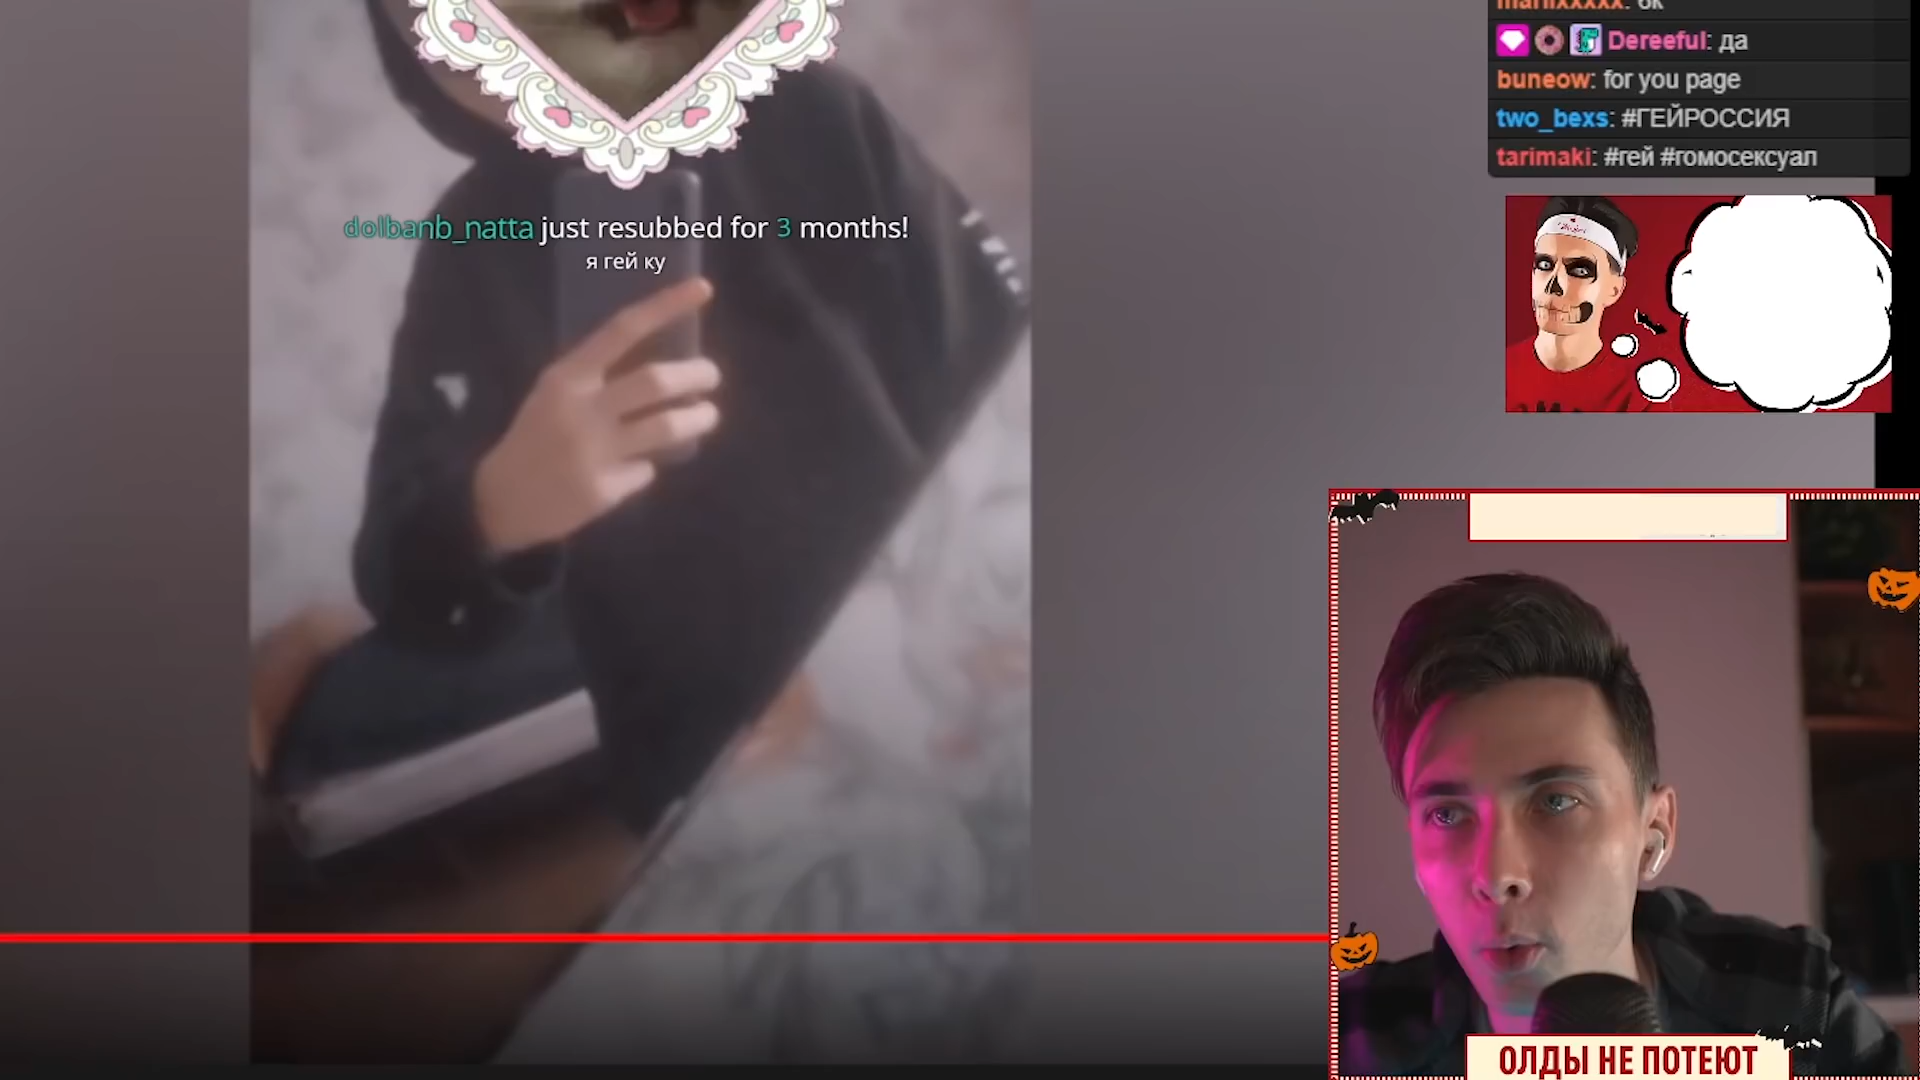 Dereeful: да
buneow: for you page
two_bexs: #ГЕЙРОССИЯ
tarimaki: #гей #гомосексуал
dolbanb_natta just resubbed for 3 months!
я гей ку
ОЛДЫ НЕ ПОТЕЮТ